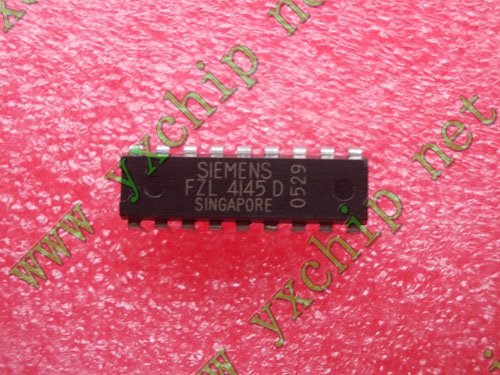 SIEMENS
FZL 4145 D
SINGAPORE
0529
www.yxchip.net
www.yxchip.net